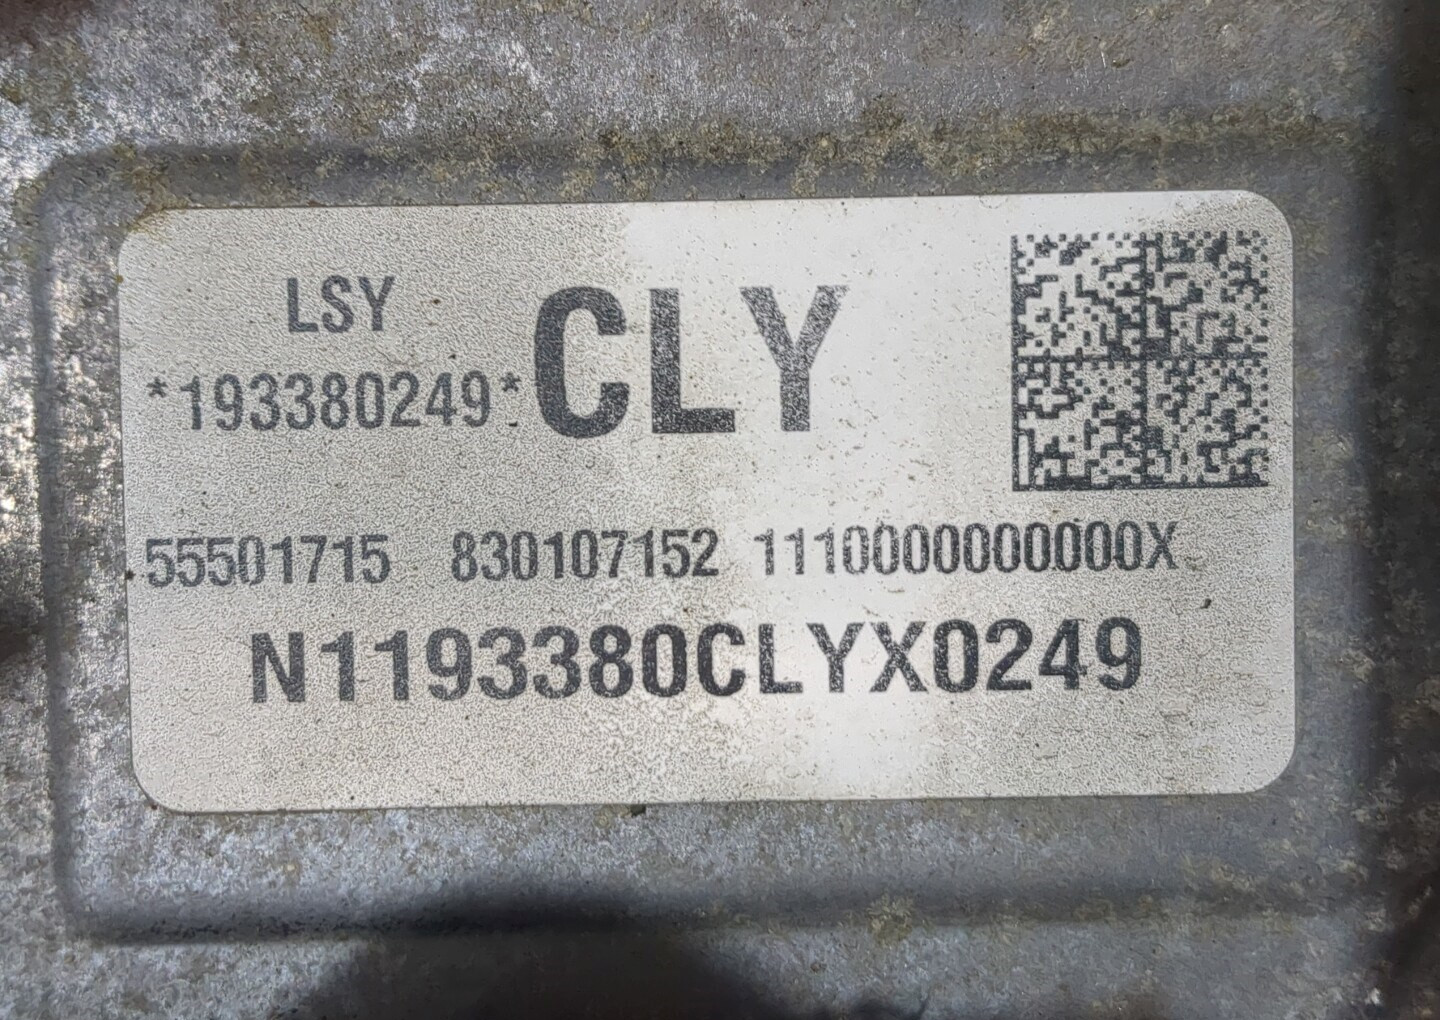 LSY
*193380249*
CLY
55501715 830107152 1110000000000X
N1193380CLYX0249